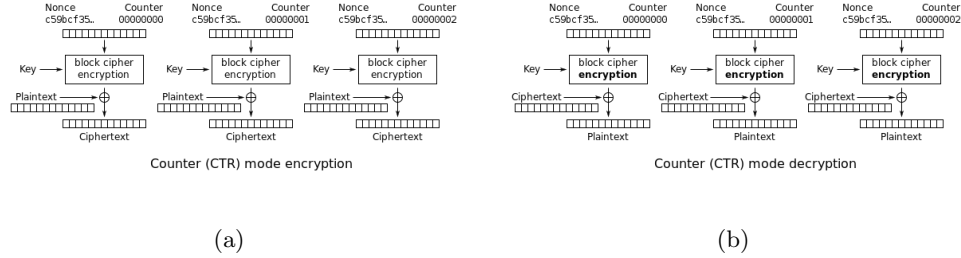 Nonce Counter Nonce Counter Nonce Counter
c59bcf35… 00000000 c59bcf35… 00000001 c59bcf35… 00000002
Key block cipher encryption Key block cipher encryption Key block cipher encryption
Plaintext Plaintext Plaintext
Ciphertext Ciphertext Ciphertext
Counter (CTR) mode encryption
(a)
Nonce Counter Nonce Counter Nonce Counter
c59bcf35… 00000000 c59bcf35… 00000001 c59bcf35… 00000002
Key block cipher encryption Key block cipher encryption Key block cipher encryption
Ciphertext Ciphertext Ciphertext
Plaintext Plaintext Plaintext
Counter (CTR) mode decryption
(b)